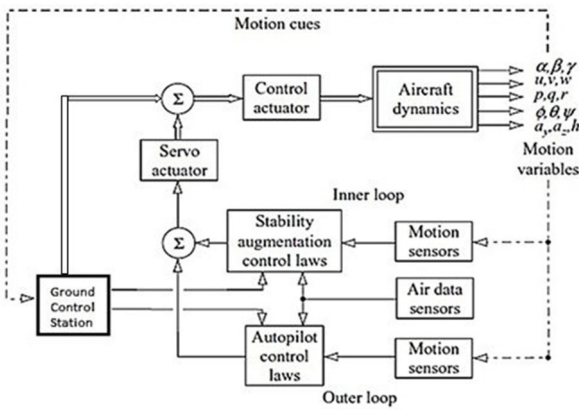 Motion cues
Σ
Control
actuator
Aircraft
dynamics
α,β,γ
u,v,w
p,q,r
ϕ,θ,ψ
a_y,a_z,h
Motion
variables
Servo
actuator
Inner loop
Σ
Stability
augmentation
control laws
Motion
sensors
Ground
Control
Station
Air data
sensors
Autopilot
control
laws
Motion
sensors
Outer loop